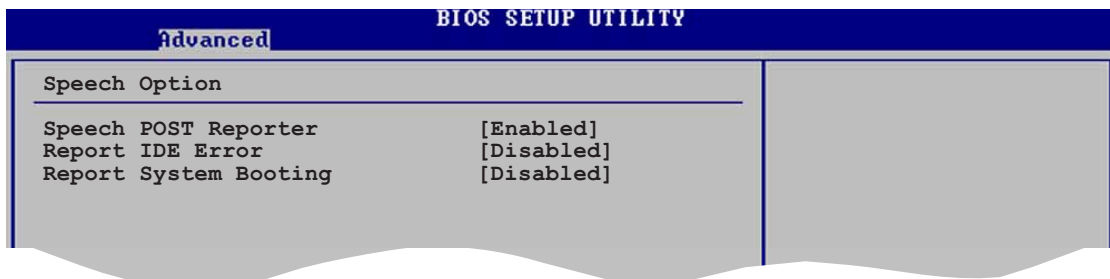 BIOS SETUP UTILITY
Advanced
Speech Option
Speech POST Reporter [Enabled]
Report IDE Error [Disabled]
Report System Booting [Disabled]